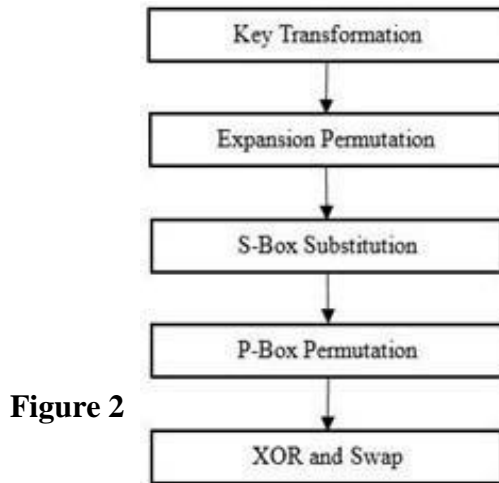 Key Transformation
Expansion Permutation
S-Box Substitution
P-Box Permutation
Figure 2
XOR and Swap